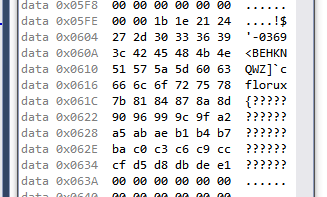 data 0x05F8 00 00 00 00 00 00 ......
data 0x05FE 00 00 1b 1e 21 24 ....!$
data 0x0604 27 2d 30 33 36 39 '-0369
data 0x060A 3c 42 45 48 4b 4e <BEHKN
data 0x0610 51 57 5a 5d 60 63 QWZ]`c
data 0x0616 66 6c 6f 72 75 78 florux
data 0x061C 7b 81 84 87 8a 8d {?????
data 0x0622 90 96 99 9c 9f a2 ??????
data 0x0628 a5 ab ae b1 b4 b7 ??????
data 0x062E ba c0 c3 c6 c9 cc ??????
data 0x0634 cf d5 d8 db de e1 ??????
data 0x063A 00 00 00 00 00 00 ......